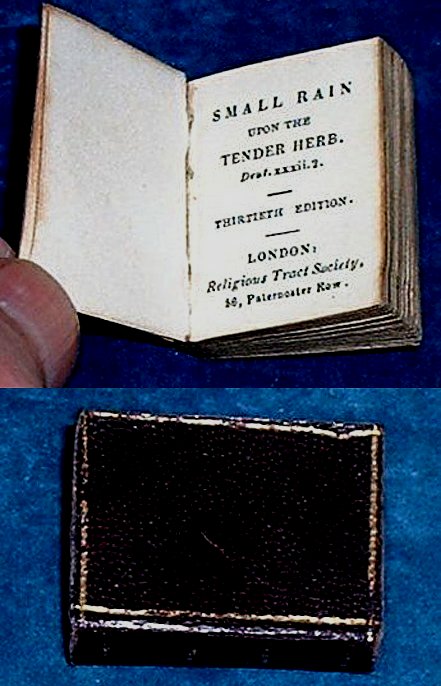 SMALL RAIN
UPON THE
TENDER HERB.
Deut. xxxii. 2.
THIRTIETH EDITION.
LONDON:
Religious Tract Society,
56, Paternoster Row.